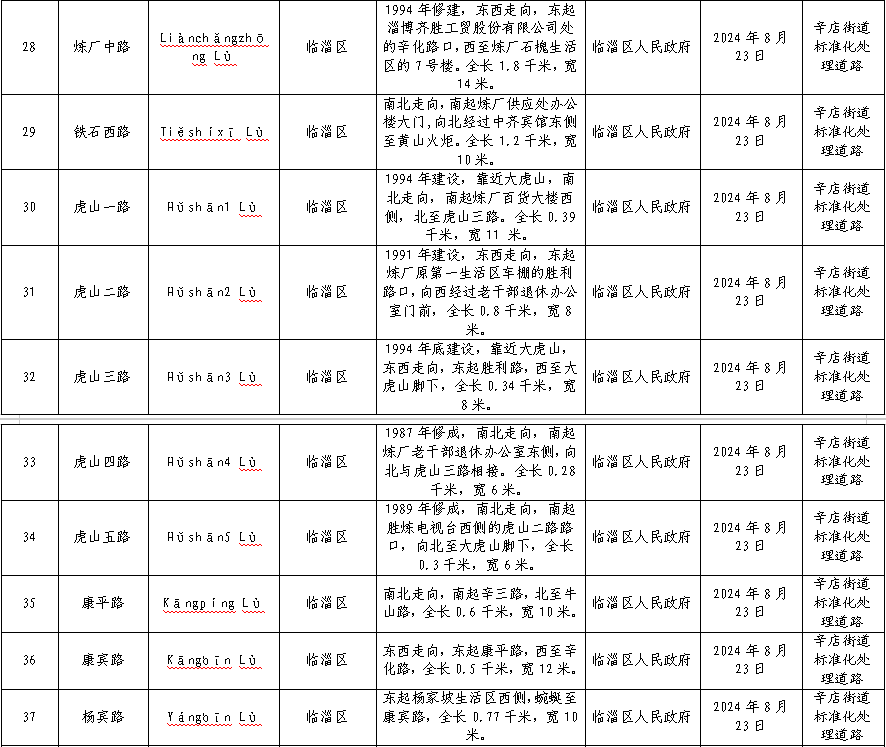 28
炼厂中路
Liànchǎngzhō
ng Lù
临淄区
1994 年修建，东西走向，东起
淄博齐胜工贸股份有限公司处
的辛化路口，西至炼厂石槐生活
区的 7 号楼。全长 1.8 千米，宽
14 米。
临淄区人民政府
2024 年 8 月
23 日
辛店街道
标准化处
理道路
29
铁石西路
Tiěshíxī Lù
临淄区
南北走向，南起炼厂供应处办公
楼大门,向北经过中齐宾馆东侧
至黄山火炬。全长 1.2 千米，宽
10 米。
临淄区人民政府
2024 年 8 月
23 日
辛店街道
标准化处
理道路
30
虎山一路
Hǔshān1 Lù
临淄区
1994 年建设，靠近大虎山，南
北走向，南起炼厂百货大楼西
侧，北至虎山三路。全长 0.39
千米，宽 11 米。
临淄区人民政府
2024 年 8 月
23 日
辛店街道
标准化处
理道路
31
虎山二路
Hǔshān2 Lù
临淄区
1991 年建设，东西走向，东起
炼厂原第一生活区车棚的胜利
路口，向西经过老干部退休办公
室门前，全长 0.8 千米，宽 8
米。
临淄区人民政府
2024 年 8 月
23 日
辛店街道
标准化处
理道路
32
虎山三路
Hǔshān3 Lù
临淄区
1994 年底建设，靠近大虎山，
东西走向，东起胜利路，西至大
虎山脚下，全长 0.34 千米，宽
8 米。
临淄区人民政府
2024 年 8 月
23 日
辛店街道
标准化处
理道路
33
虎山四路
Hǔshān4 Lù
临淄区
1987 年修成，南北走向，南起
炼厂老干部退休办公室东侧，向
北与虎山三路相接。全长 0.28
千米，宽 6 米。
临淄区人民政府
2024 年 8 月
23 日
辛店街道
标准化处
理道路
34
虎山五路
Hǔshān5 Lù
临淄区
1989 年修成，南北走向，南起
胜炼电视台西侧的虎山二路路
口，向北至大虎山脚下，全长
0.3 千米，宽 6 米。
临淄区人民政府
2024 年 8 月
23 日
辛店街道
标准化处
理道路
35
康平路
Kāngpíng Lù
临淄区
南北走向，南起辛三路，北至牛
山路，全长 0.6 千米，宽 10 米。
临淄区人民政府
2024 年 8 月
23 日
辛店街道
标准化处
理道路
36
康宾路
Kāngbīn Lù
临淄区
东西走向，东起康平路，西至辛
化路，全长 0.5 千米，宽 12 米。
临淄区人民政府
2024 年 8 月
23 日
辛店街道
标准化处
理道路
37
杨宾路
Yángbīn Lù
临淄区
东起杨家坡生活区西侧，蜿蜒至
康宾路，全长 0.77 千米，宽 10
米。
临淄区人民政府
2024 年 8 月
23 日
辛店街道
标准化处
理道路